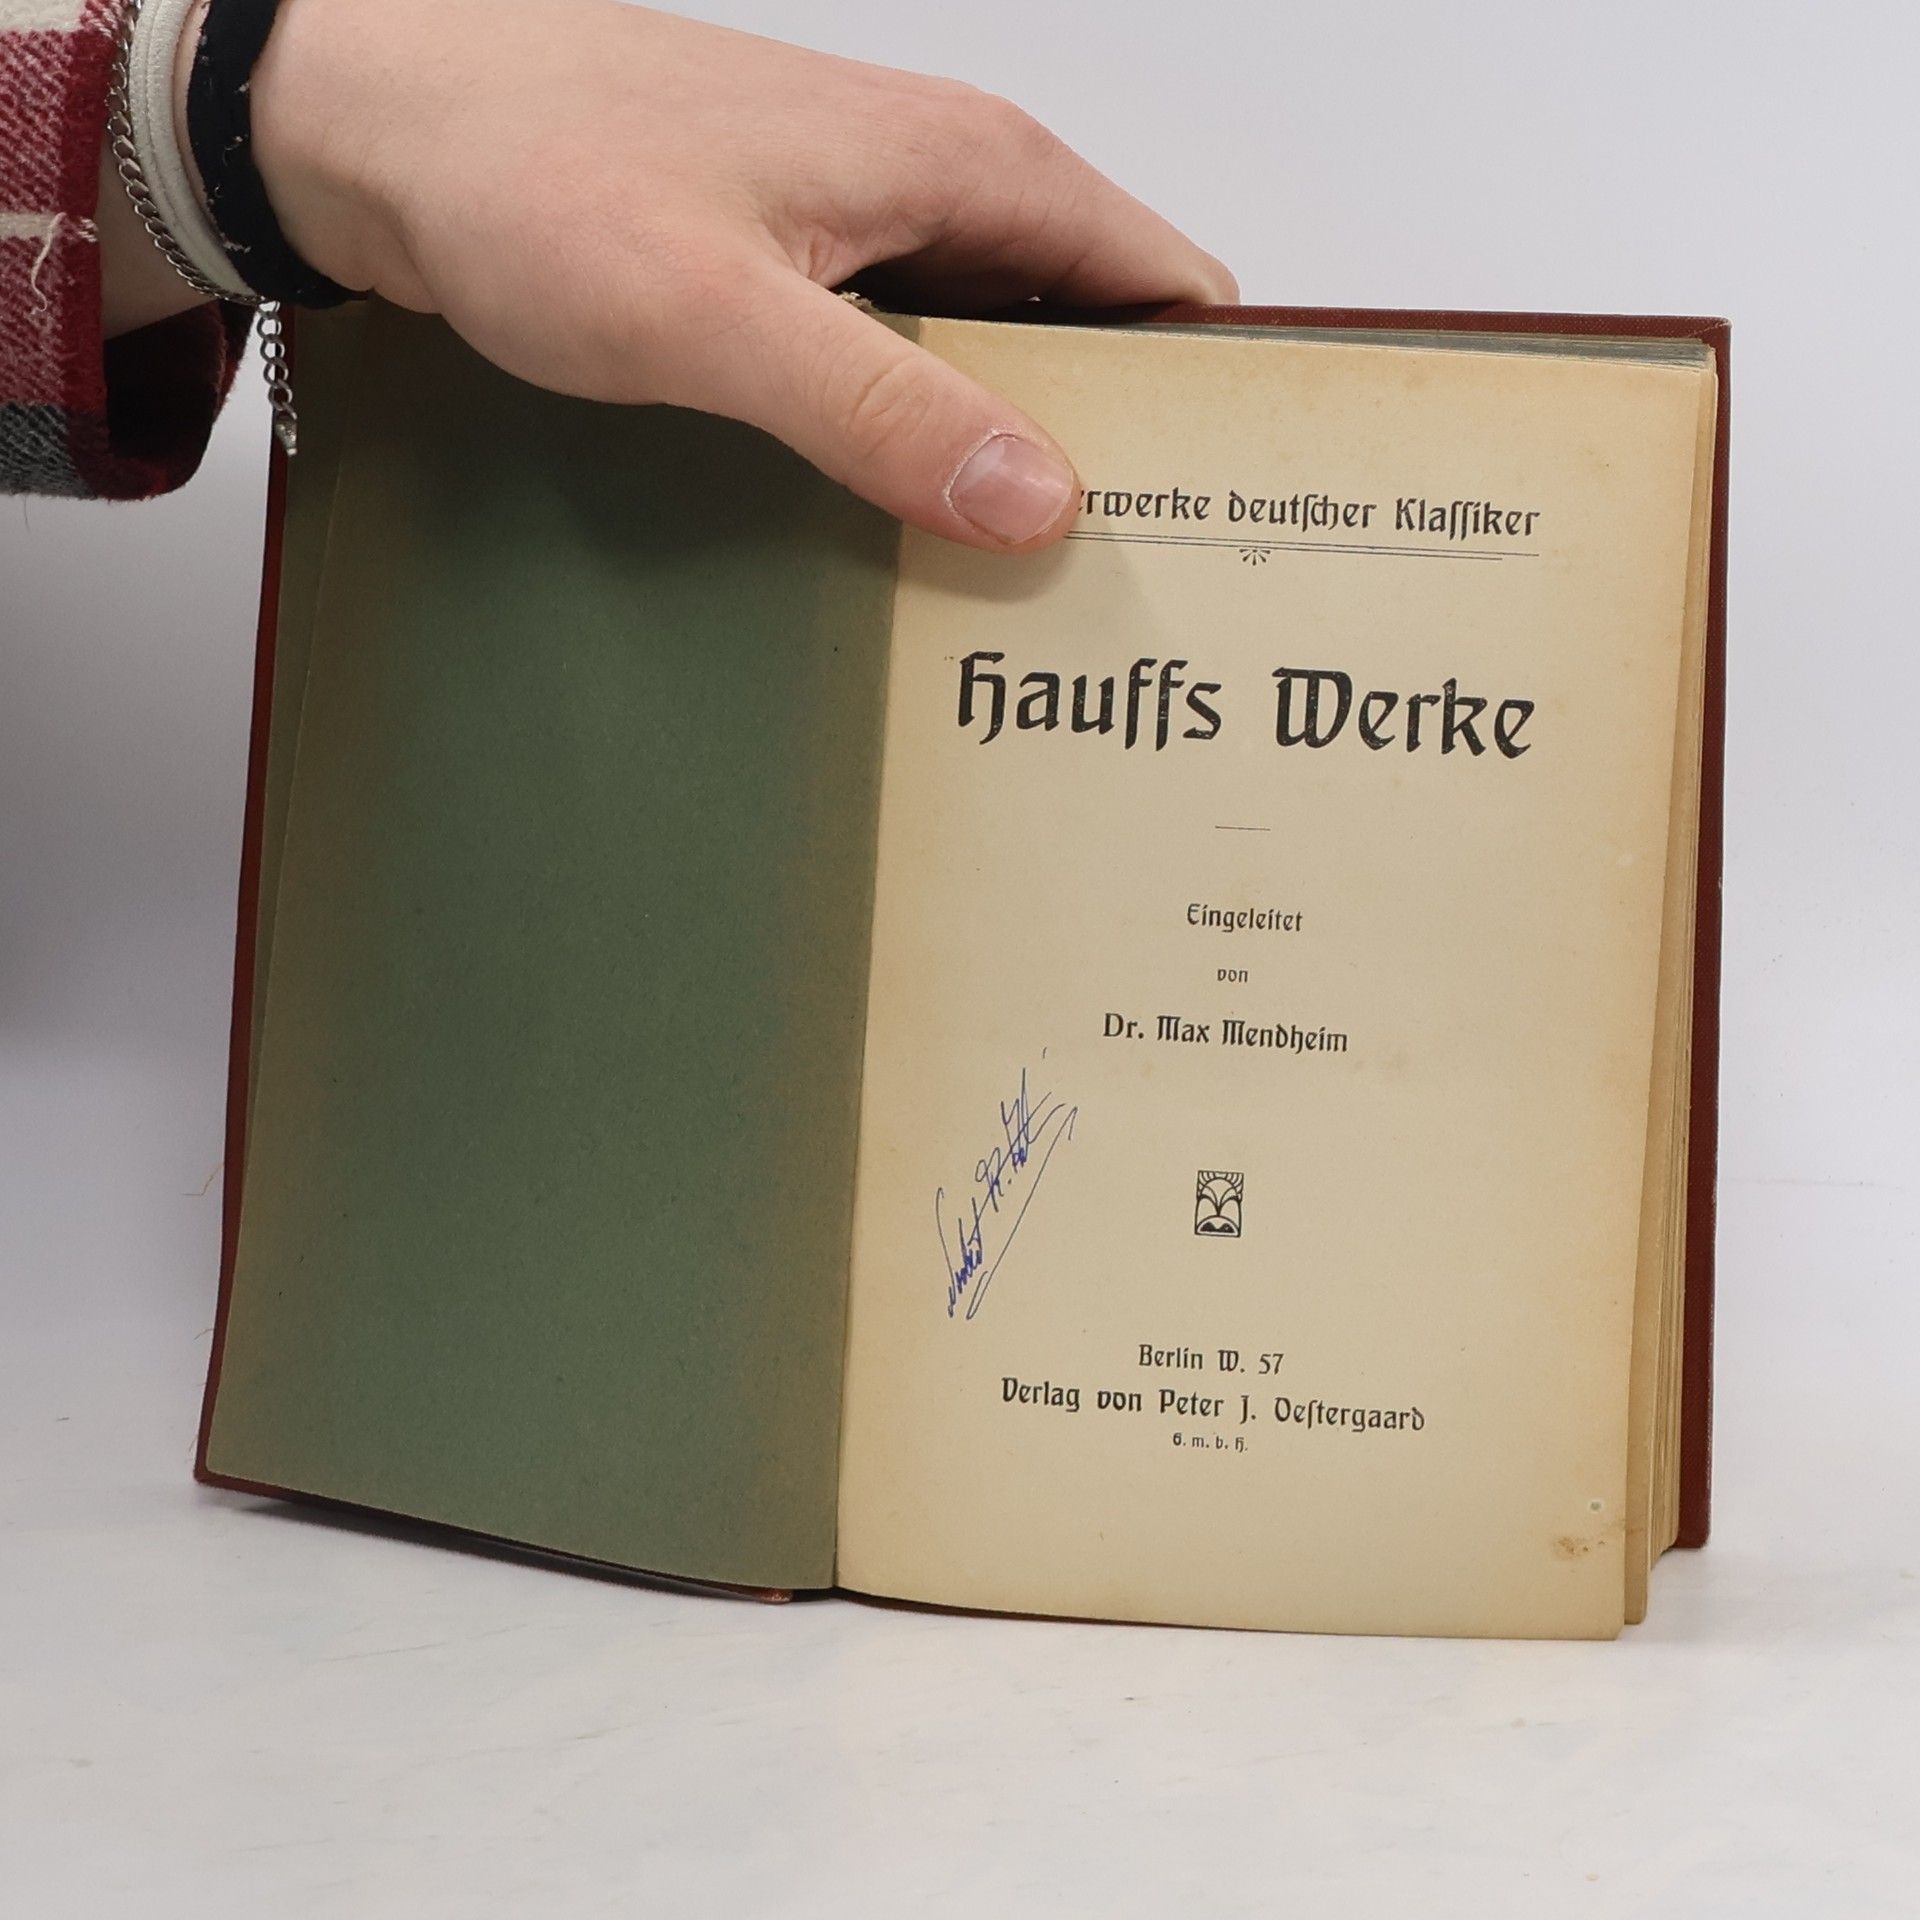 erwerke deutſcher Klaſſiker
Hauffs Werke
Eingeleitet
von
Dr. Max Mendheim
Berlin W. 57
Verlag von Peter J. Oeſtergaard
G. m. b. H.